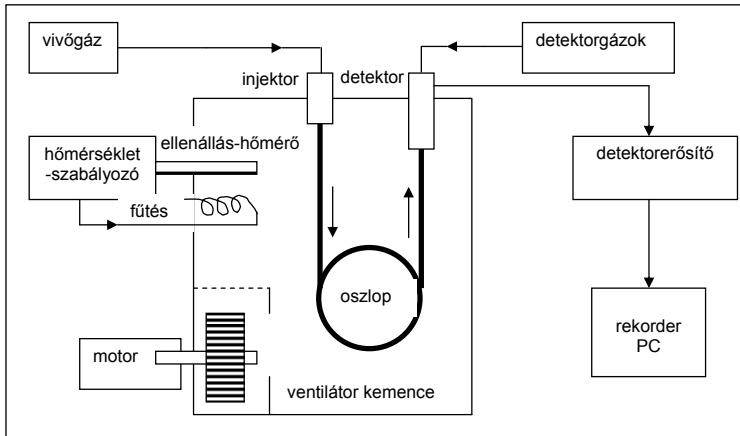 vivőgáz
detektorgázok
injektor
detektor
ellenállás-hőmérő
hőmérséklet
-szabályozó
detektorerősítő
fűtés
oszlop
rekorder
PC
motor
ventilátor kemence